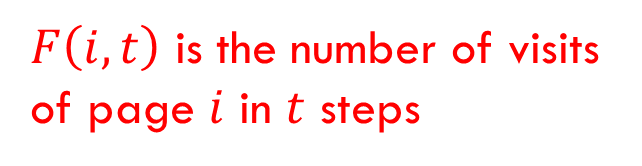 F(i, t) is the number of visits
of page i in t steps